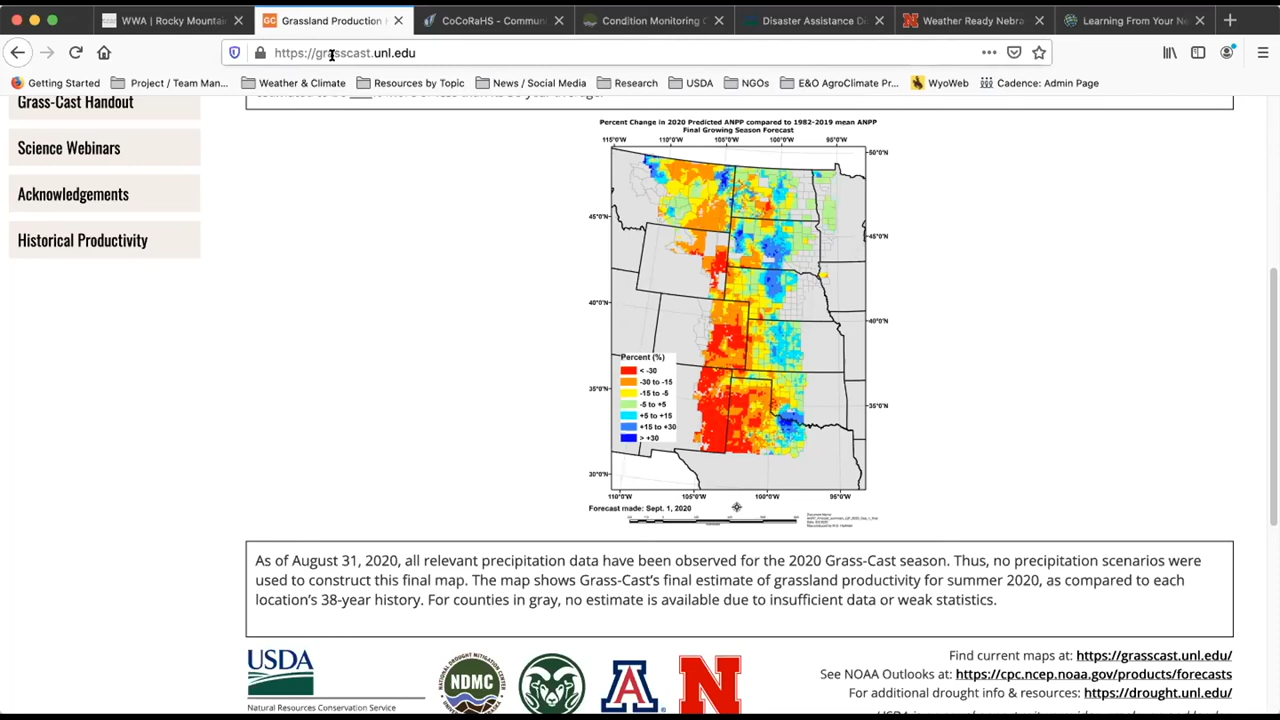 WWA | Rocky Mountain
Grassland Production
CoCoRaHS - Commun
Condition Monitoring
Disaster Assistance D
Weather Ready Nebra
Learning From Your Ne
https://grasscast.unl.edu
Getting Started
Project / Team Man...
Weather & Climate
Resources by Topic
News / Social Media
Research
USDA
NGOs
E&O AgroClimate Pr...
WyoWeb
Cadence: Admin Page
Grass-Cast Handout
Science Webinars
Acknowledgements
Historical Productivity
Percent Change in 2020 Predicted ANPP compared to 1982-2019 mean ANPP
Final Growing Season Forecast
115°0'W 110°0'W 105°0'W 100°0'W 95°0'W
50°0'N
45°0'N
45°0'N
40°0'N
40°0'N
35°0'N
35°0'N
30°0'N
Percent (%)
< -30
-30 to -15
-15 to -5
-5 to +5
+5 to +15
+15 to +30
> +30
110°0'W 105°0'W 100°0'W 95°0'W
Forecast made: Sept. 1, 2020
As of August 31, 2020, all relevant precipitation data have been observed for the 2020 Grass-Cast season. Thus, no precipitation scenarios were
used to construct this final map. The map shows Grass-Cast's final estimate of grassland productivity for summer 2020, as compared to each
location's 38-year history. For counties in gray, no estimate is available due to insufficient data or weak statistics.
USDA
Natural Resources Conservation Service
NDMC
A
N
Find current maps at: https://grasscast.unl.edu/
See NOAA Outlooks at: https://cpc.ncep.noaa.gov/products/forecasts
For additional drought info & resources: https://drought.unl.edu/